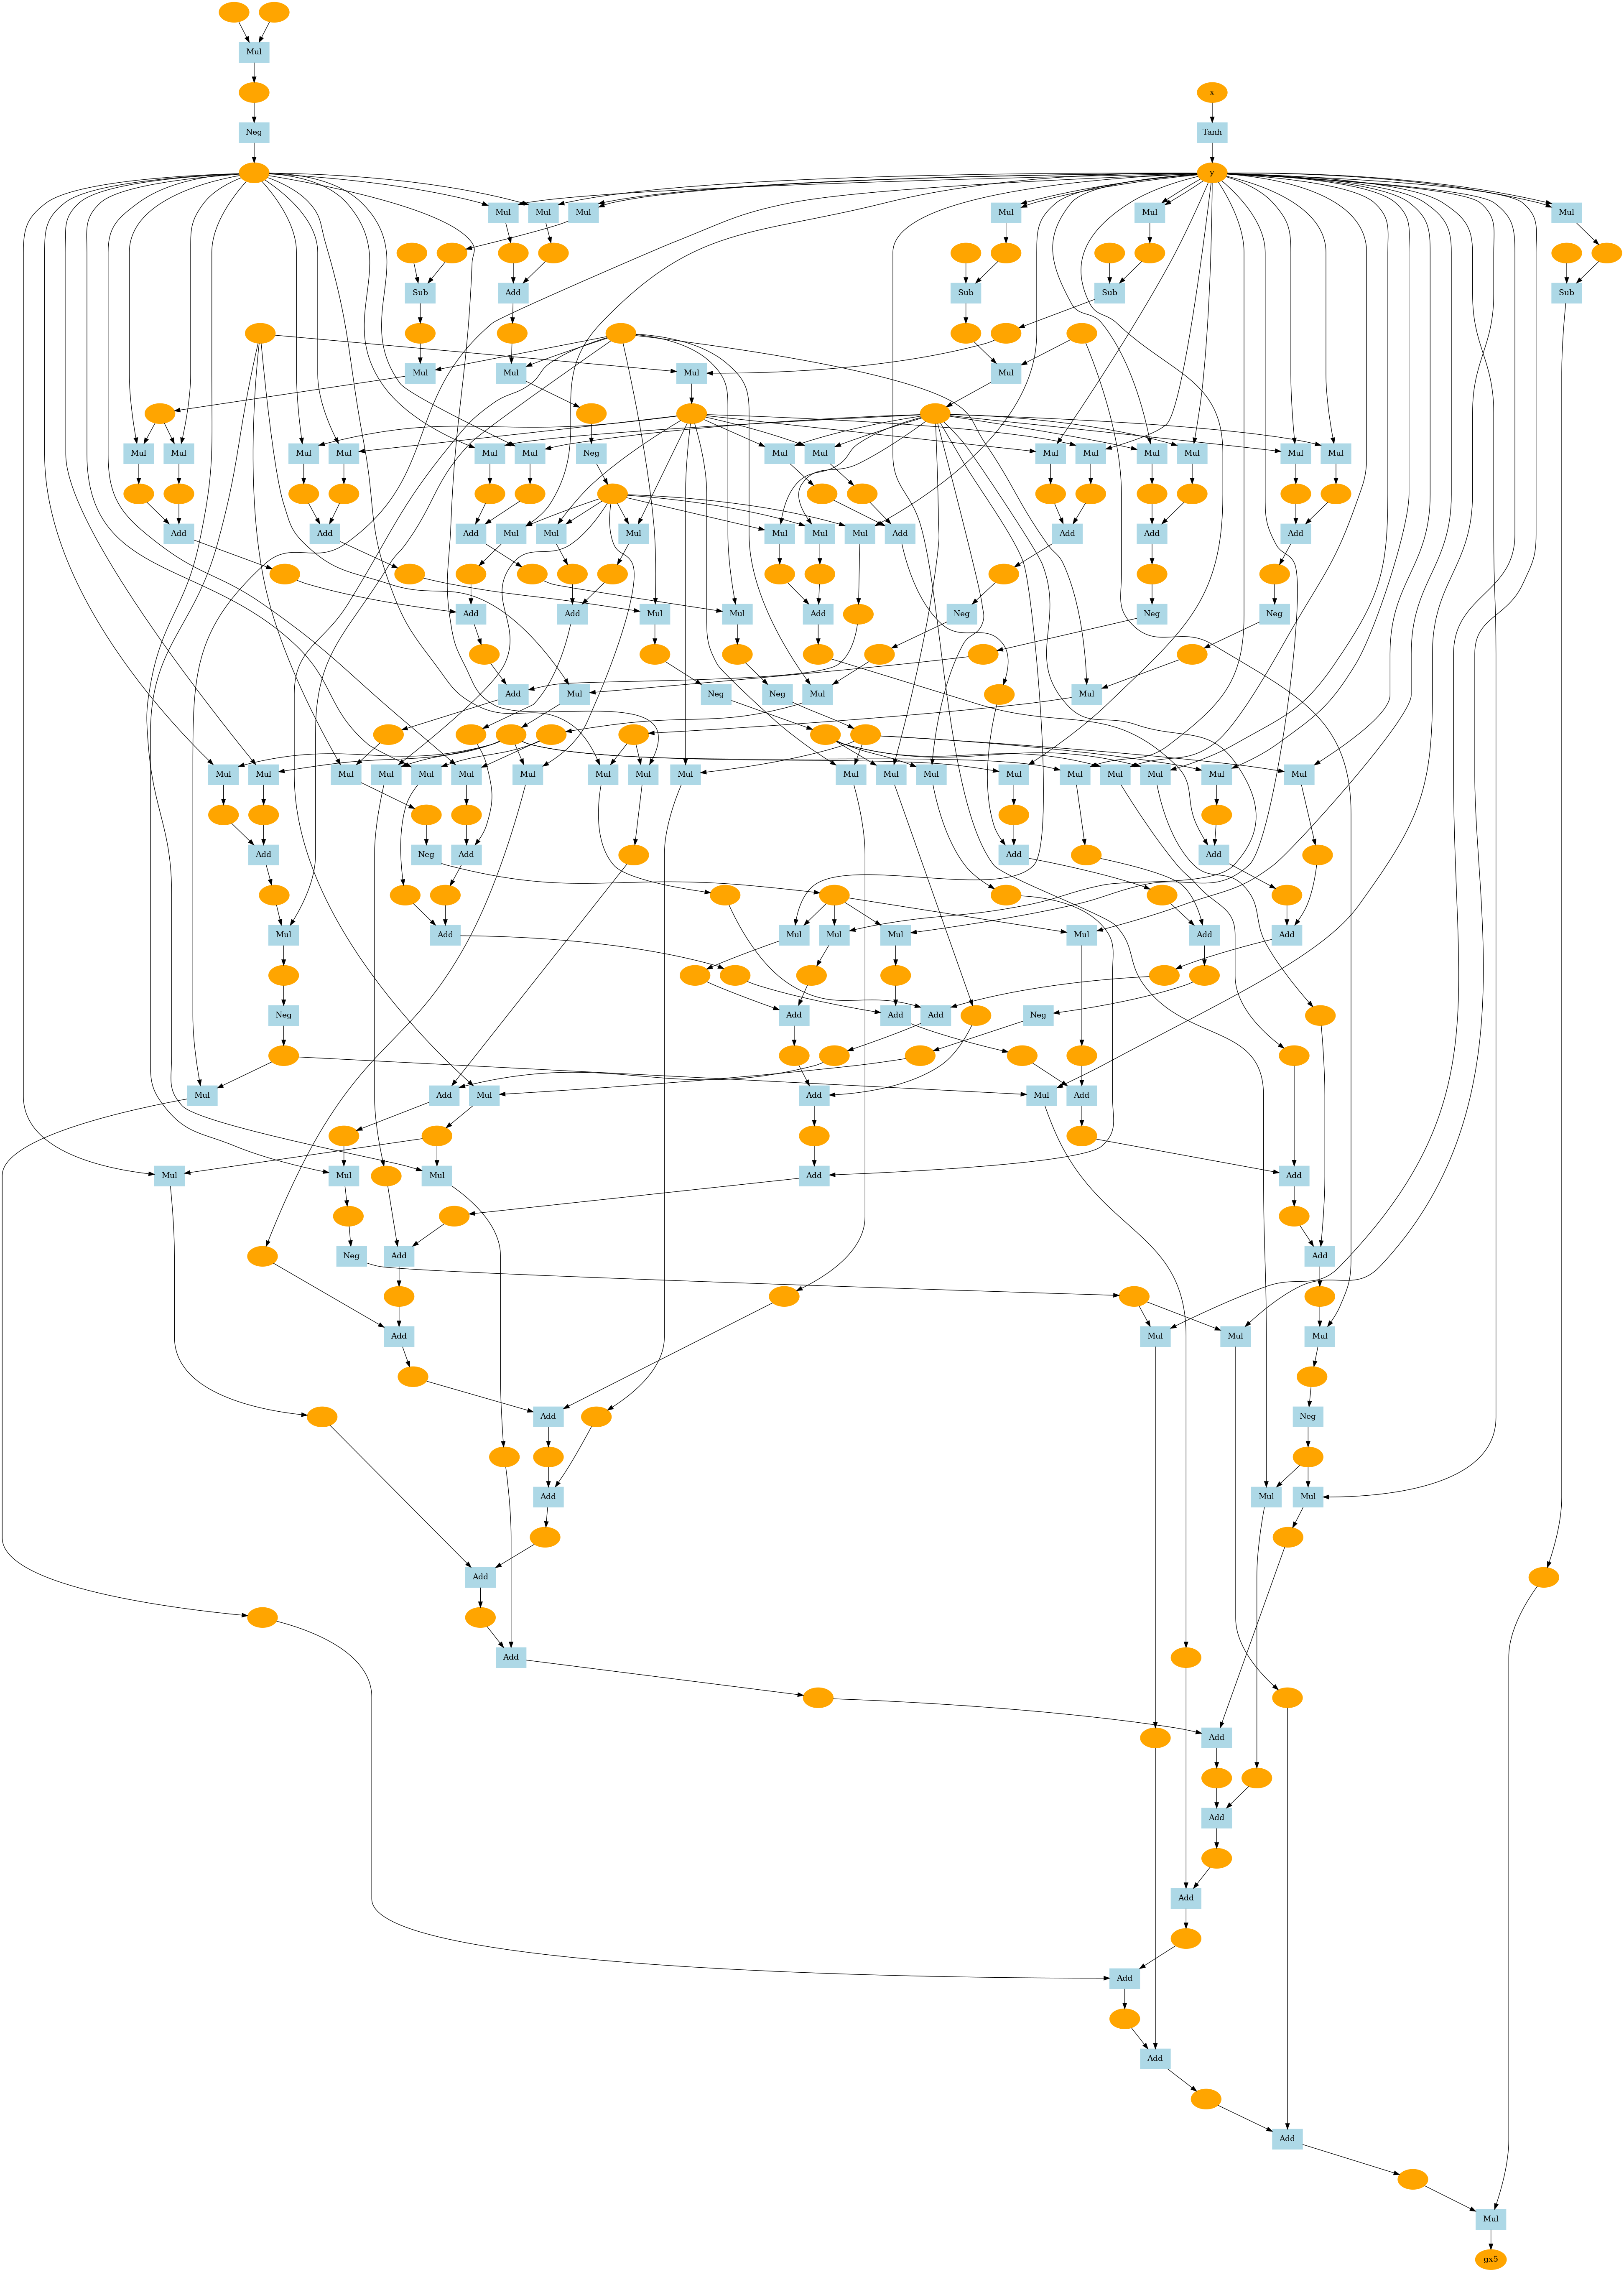 Mul
x
Neg Tanh
y
Mul Mul Mul Mul Mul Mul
Sub Add Sub Sub Sub
Mul Mul Mul Mul
Mul Mul Mul Mul Mul Mul Neg Mul Mul Mul Mul Mul Mul Mul Mul
Add Add Add Mul Mul Mul Mul Mul Mul Add Add Add Add
Add Add Mul Mul Add Neg Neg Neg
Add Mul Neg Neg Mul Mul
Mul Mul Mul Mul Mul Mul Mul Mul Mul Mul Mul Mul Mul Mul Mul Mul Mul Mul Mul
Add Neg Add Add Add
Mul Add Mul Mul Mul Mul Add Add
Neg Add Add Add Neg
Mul Add Mul Add Mul Add
Mul Mul Mul Add Add
Neg Add Add
Add Mul Mul Mul
Add Neg
Add Mul Mul
Add
Add
Add
Add
Add
Add
Add
Add
Mul
gx5